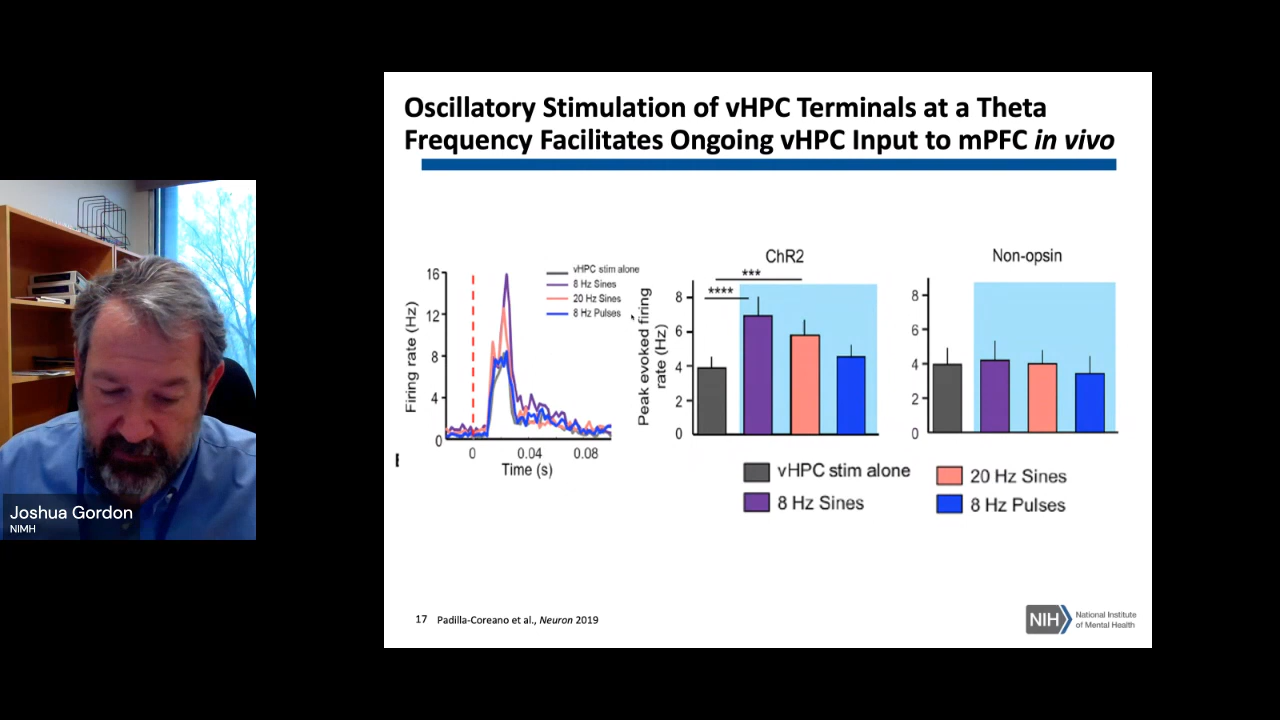 Oscillatory Stimulation of vHPC Terminals at a Theta
Frequency Facilitates Ongoing vHPC Input to mPFC in vivo
16
12
8
4
0
Firing rate (Hz)
0
0.04
0.08
Time (s)
vHPC stim alone
8 Hz Sines
20 Hz Sines
8 Hz Pulses
ChR2
***
****
Peak evoked firing
rate (Hz)
8
6
4
2
0
Non-opsin
8
6
4
2
0
vHPC stim alone
8 Hz Sines
20 Hz Sines
8 Hz Pulses
17 Padilla-Coreano et al., Neuron 2019
NIH
National Institute
of Mental Health
Joshua Gordon
NIMH